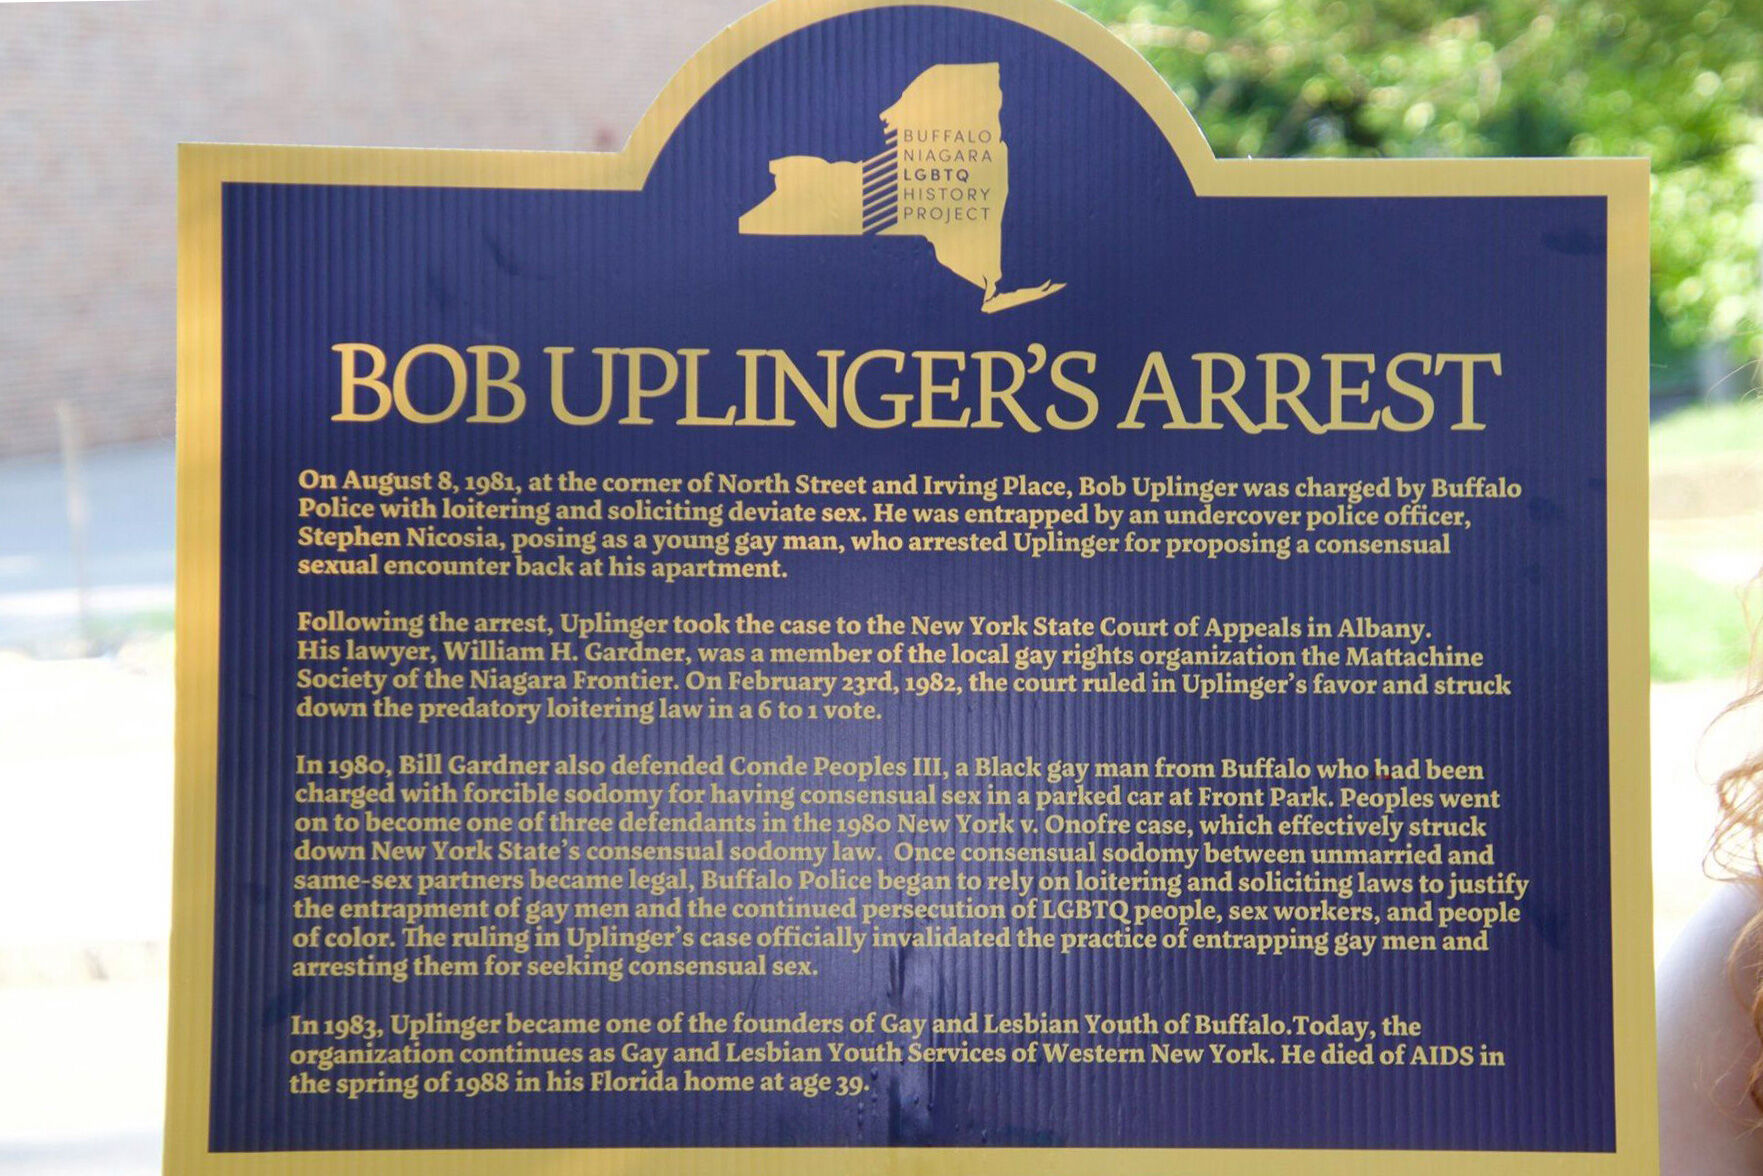 BUFFALO
NIAGARA
LGBTQ
HISTORY
PROJECT
BOB UPLINGER'S ARREST
On August 8, 1981, at the corner of North Street and Irving Place, Bob Uplinger was charged by Buffalo
Police with loitering and soliciting deviate sex. He was entrapped by an undercover police officer,
Stephen Nicosia, posing as a young gay man, who arrested Uplinger for proposing a consensual
sexual encounter back at his apartment.
Following the arrest, Uplinger took the case to the New York State Court of Appeals in Albany.
His lawyer, William H. Gardner, was a member of the local gay rights organization the Mattachine
Society of the Niagara Frontier. On February 23rd, 1982, the court ruled in Uplinger's favor and struck
down the predatory loitering law in a 6 to 1 vote.
In 1980, Bill Gardner also defended Conde Peoples III, a Black gay man from Buffalo who had been
charged with forcible sodomy for having consensual sex in a parked car at Front Park. Peoples went
on to become one of three defendants in the 1980 New York v. Onofre case, which effectively struck
down New York State's consensual sodomy law. Once consensual sodomy between unmarried and
same-sex partners became legal, Buffalo Police began to rely on loitering and soliciting laws to justify
the entrapment of gay men and the continued persecution of LGBTQ people, sex workers, and people
of color. The ruling in Uplinger's case officially invalidated the practice of entrapping gay men and
arresting them for seeking consensual sex.
In 1983, Uplinger became one of the founders of Gay and Lesbian Youth of Buffalo.Today, the
organization continues as Gay and Lesbian Youth Services of Western New York. He died of AIDS in
the spring of 1988 in his Florida home at age 39.